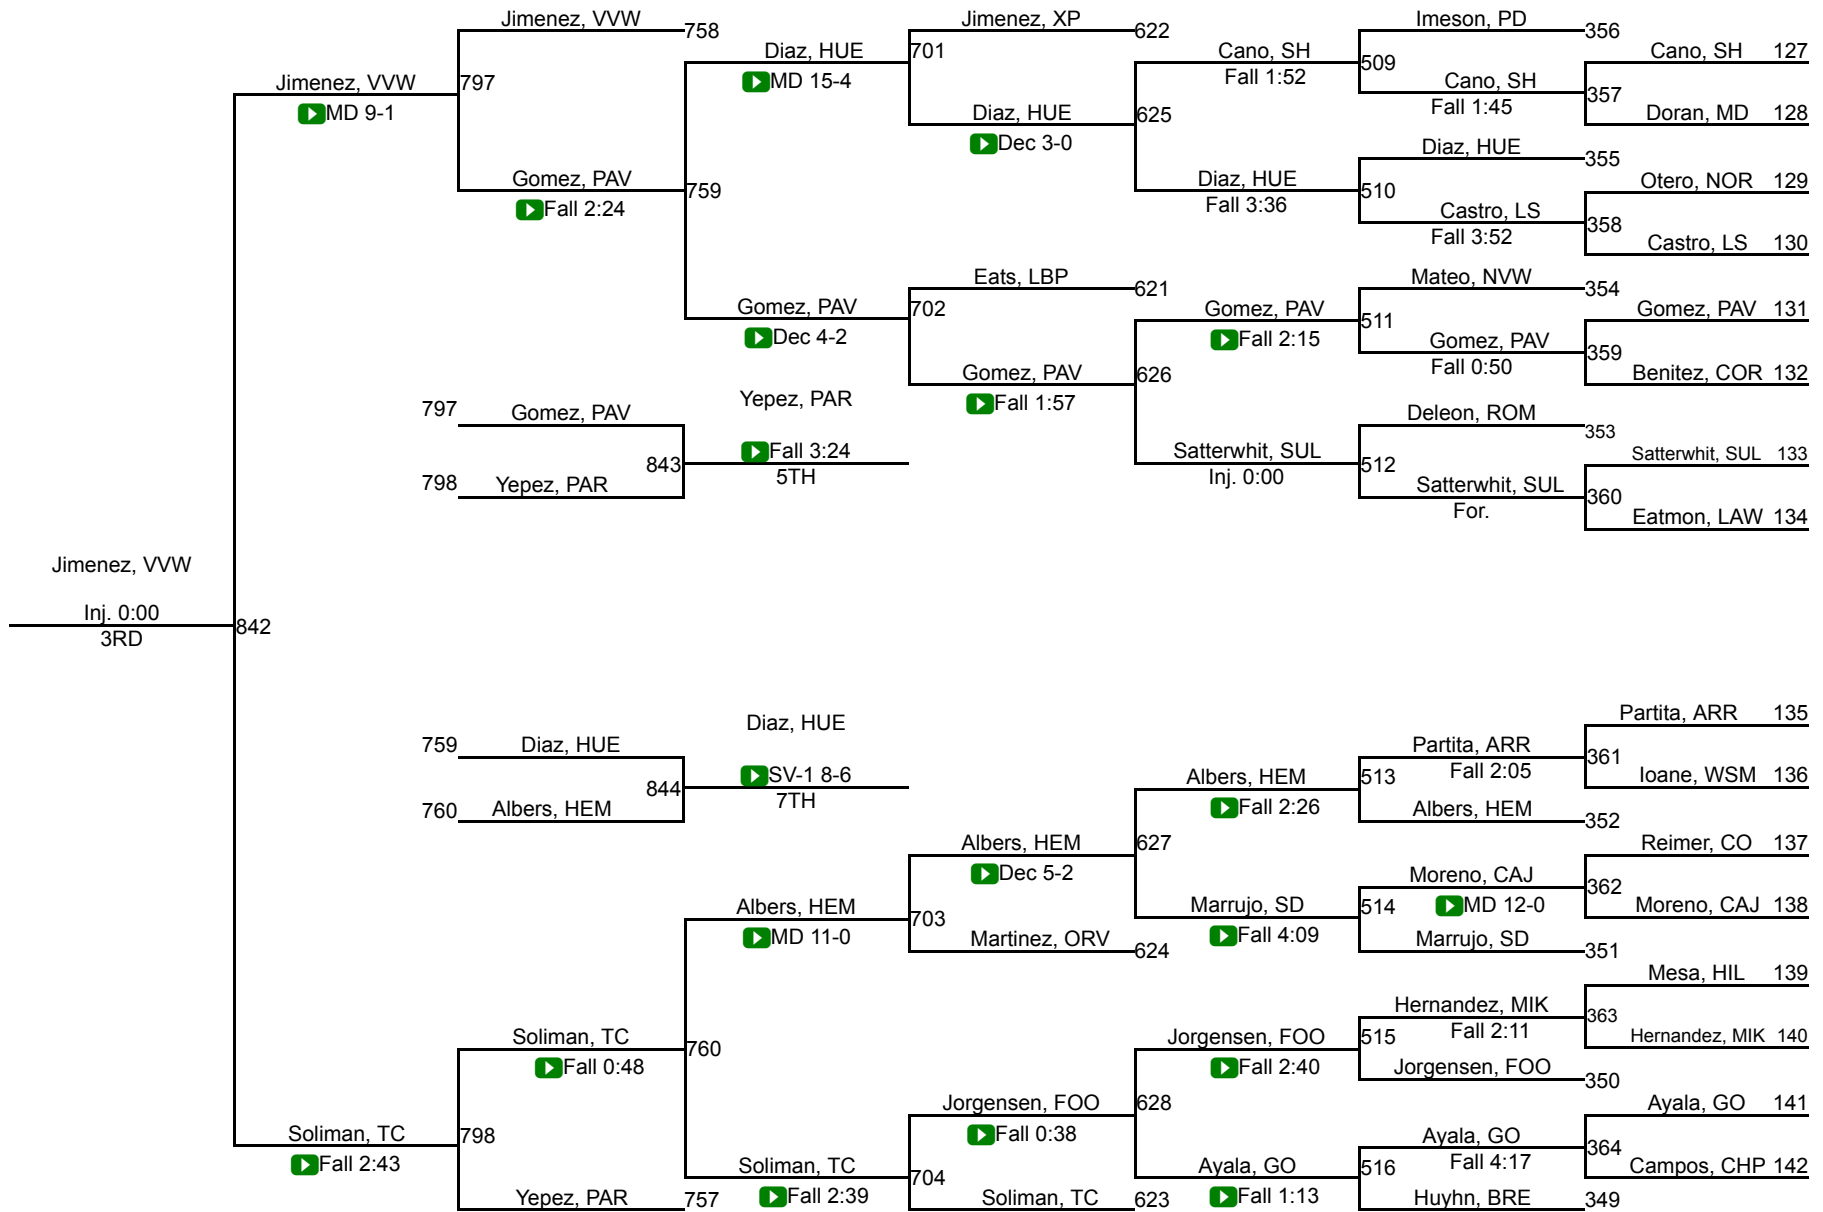 Jimenez, VVW
758
Jimenez, XP
622
Imeson, PD
356
Diaz, HUE
701
Cano, SH
509
Cano, SH 127
MD 15-4
Fall 1:52
Cano, SH
357
Jimenez, VVW
797
Fall 1:45
MD 9-1
Diaz, HUE
625
Doran, MD 128
Dec 3-0
Diaz, HUE
355
Gomez, PAV
759
Diaz, HUE
510
Otero, NOR 129
Fall 2:24
Fall 3:36
Castro, LS
358
Fall 3:52
Castro, LS 130
Eats, LBP
621
Mateo, NVW
354
Gomez, PAV
702
Gomez, PAV
511
Gomez, PAV 131
Dec 4-2
Fall 2:15
Gomez, PAV
359
Fall 0:50
Gomez, PAV
626
Benitez, COR 132
Fall 1:57
797
Gomez, PAV
Yepez, PAR
Deleon, ROM
353
843
Fall 3:24
Satterwhit, SUL
512
Satterwhit, SUL 133
5TH
Inj. 0:00
798
Yepez, PAR
Satterwhit, SUL
360
For.
Eatmon, LAW 134
Jimenez, VVW
Inj. 0:00
842
3RD
Partita, ARR 135
759
Diaz, HUE
Diaz, HUE
Partita, ARR
361
844
SV-1 8-6
Albers, HEM
513
Fall 2:05
Ioane, WSM 136
7TH
Fall 2:26
760
Albers, HEM
Albers, HEM
352
Albers, HEM
627
Reimer, CO 137
Dec 5-2
Moreno, CAJ
362
Albers, HEM
703
Marrujo, SD
514
MD 12-0
Moreno, CAJ 138
MD 11-0
Martinez, ORV
624
Fall 4:09
Marrujo, SD
351
Mesa, HIL 139
Hernandez, MIK
363
Soliman, TC
760
Jorgensen, FOO
515
Fall 2:11
Hernandez, MIK 140
Fall 0:48
Fall 2:40
Jorgensen, FOO
350
Jorgensen, FOO
628
Ayala, GO 141
Fall 0:38
Soliman, TC
798
Ayala, GO
364
Fall 2:43
Soliman, TC
704
Ayala, GO
516
Fall 4:17
Campos, CHP 142
Yepez, PAR
757
Fall 2:39
Soliman, TC
623
Fall 1:13
Huyhn, BRE
349